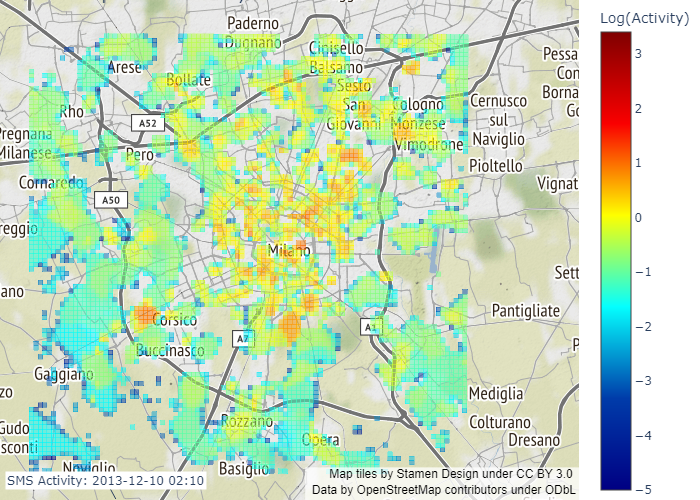 Log(Activity)
Paderno
Dugnano
Cinisello
Balsamo
Arese
Bollate
Sesto
San
Giovanni
Cologno
Monzese
Vimodrone
Cernusco
sul
Naviglio
Pessa
Con
Borna
Go
Rho
A52
Pregnana
Milanese
Pero
Pioltello
Cornaredo
A50
Vignat
reggio
Milano
Sett
ano
Pantigliate
Corsico
A7
A1
Buccinasco
P
Gaggiano
Mediglia
zzo
Rozzano
Colturano
Gudo
sconti
Opera
Dresano
Noviglio
Basiglio
SMS Activity: 2013-12-10 02:10
Map tiles by Stamen Design under CC BY 3.0
Data by OpenStreetMap contributors under ODbL
3
2
1
0
−1
−2
−3
−4
−5